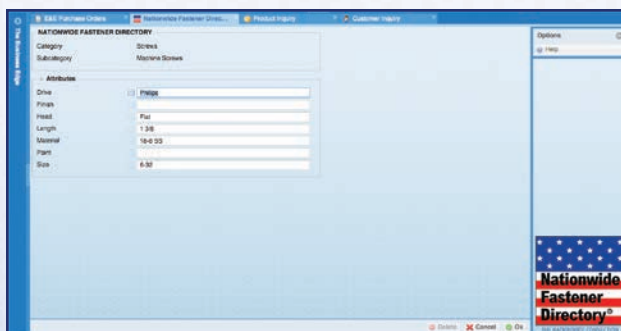 E&E Purchase Orders
Nationwide Fastener Direc...
Product Inquiry
Customer Inquiry
The Business Edge
NATIONWIDE FASTENER DIRECTORY
Category Screws
Subcategory Machine Screws
Attributes
Drive Philips
Finish
Head Flat
Length 1 3/8
Material 18-8 SS
Point
Size 6-32
Options
Help
Nationwide
Fastener
Directory®
Delete Cancel Ok